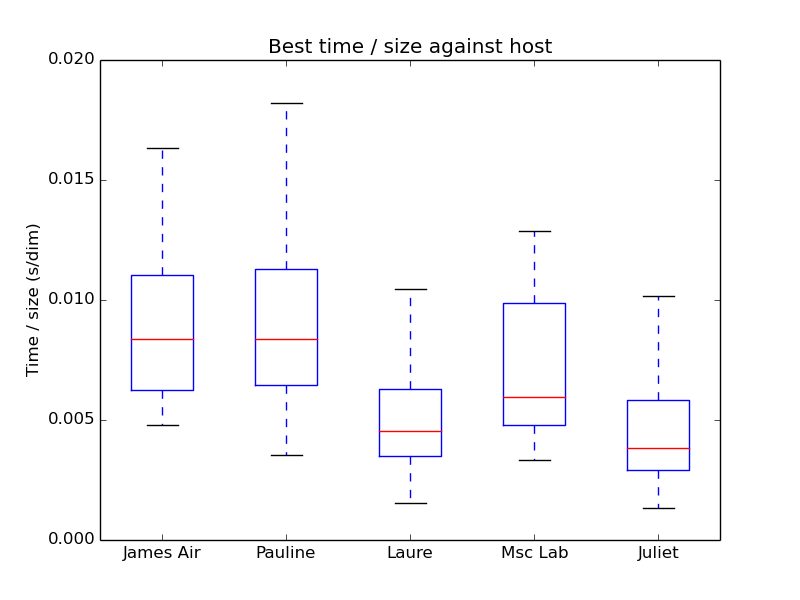 Best time / size against host
0.020
0.015
0.010
0.005
0.000
Time / size (s/dim)
James Air
Pauline
Laure
Msc Lab
Juliet